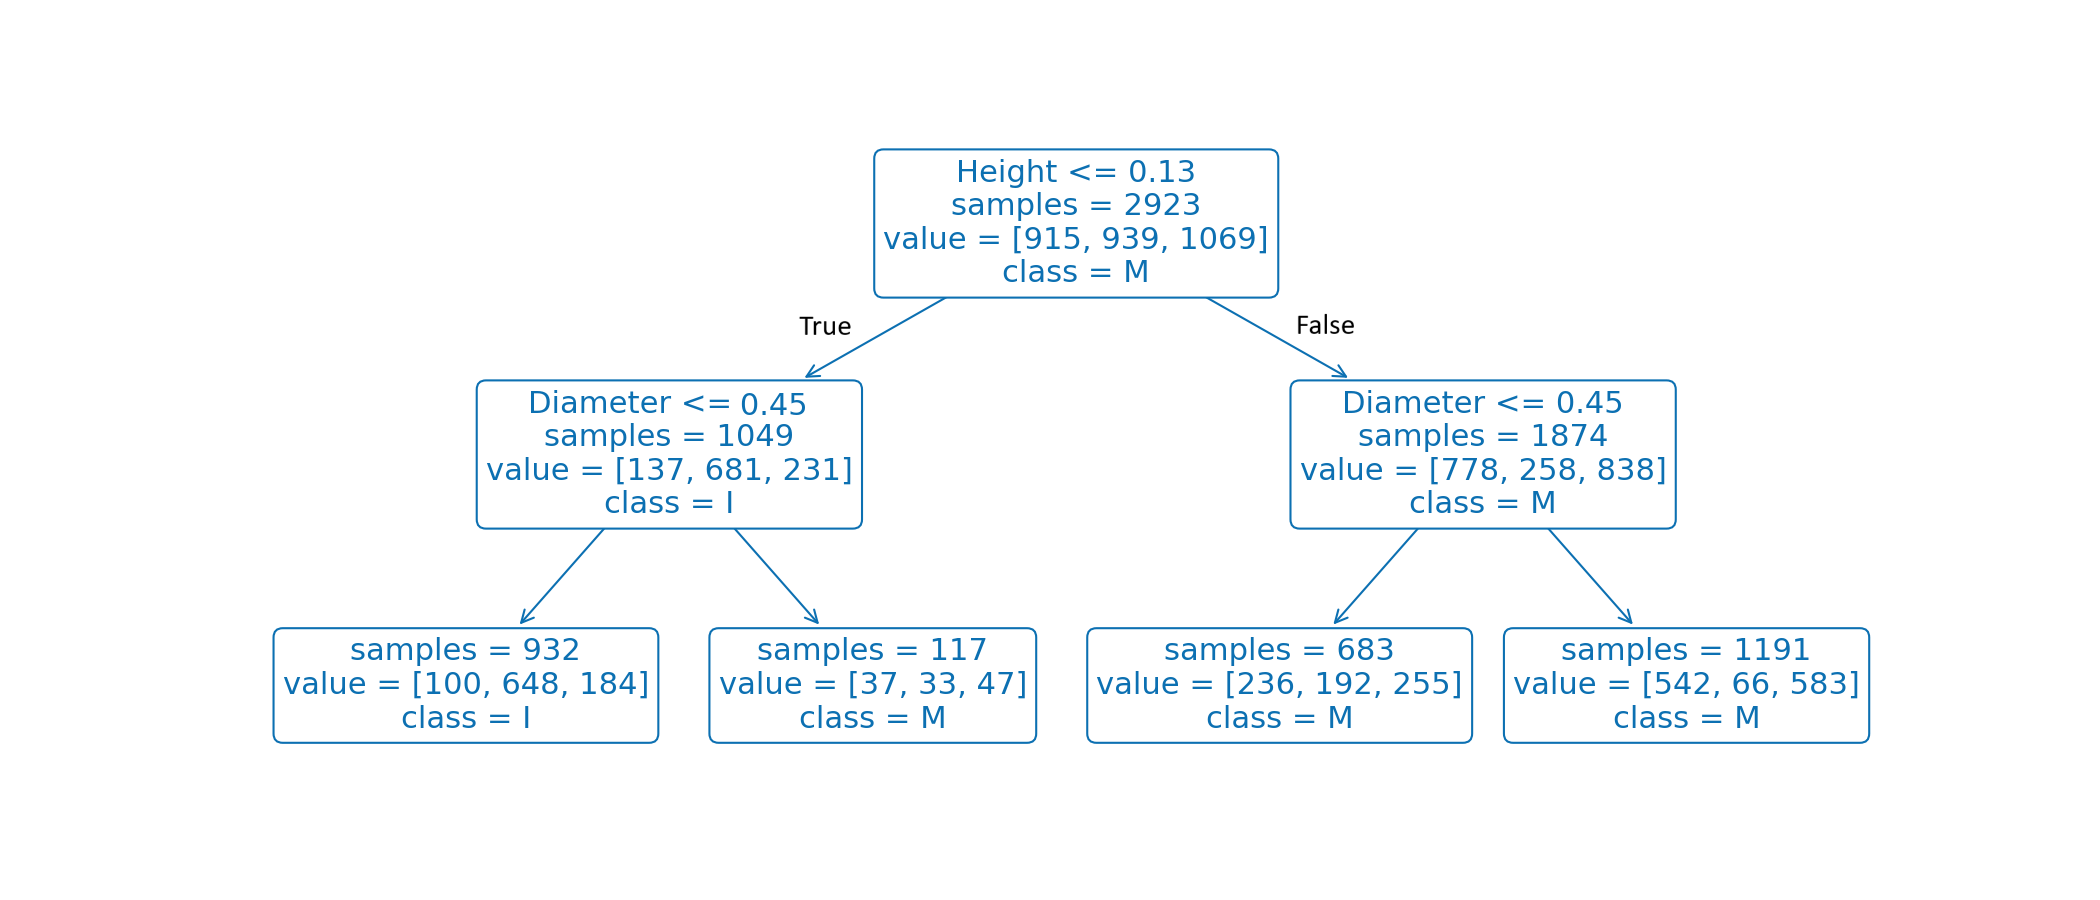 Height <= 0.13
samples = 2923
value = [915, 939, 1069]
class = M
True
False
Diameter <= 0.45
samples = 1049
value = [137, 681, 231]
class = I
Diameter <= 0.45
samples = 1874
value = [778, 258, 838]
class = M
samples = 932
value = [100, 648, 184]
class = I
samples = 117
value = [37, 33, 47]
class = M
samples = 683
value = [236, 192, 255]
class = M
samples = 1191
value = [542, 66, 583]
class = M